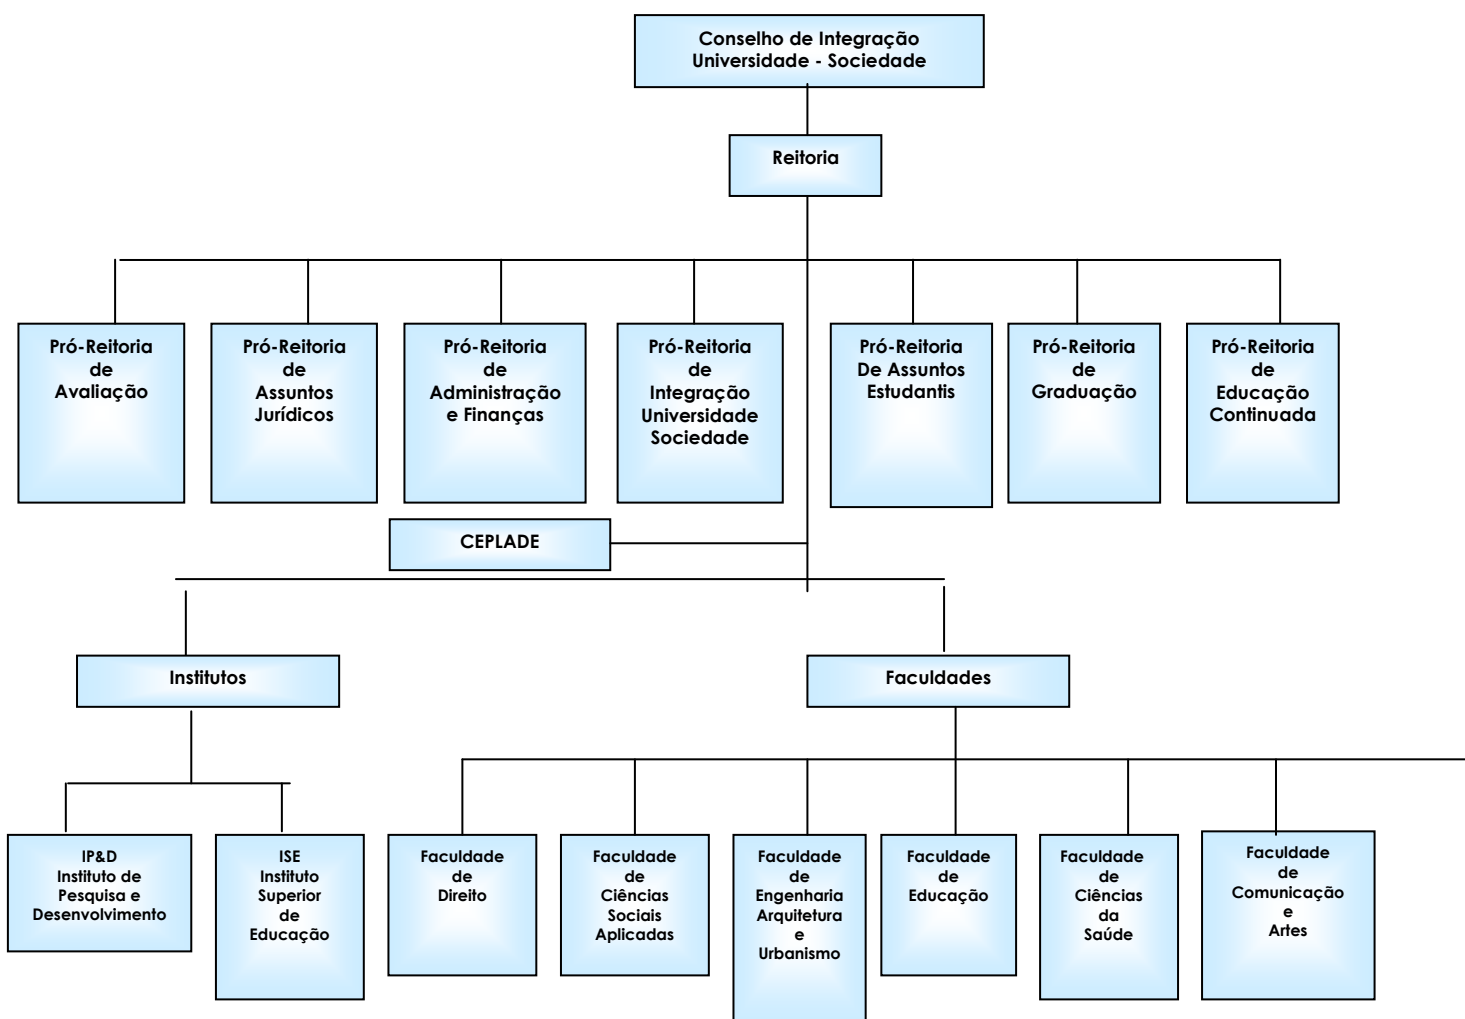 Conselho de Integração
Universidade - Sociedade
Reitoria
Pró-Reitoria
de
Avaliação
Pró-Reitoria
de
Assuntos
Jurídicos
Pró-Reitoria
de
Administração
e Finanças
Pró-Reitoria
de
Integração
Universidade
Sociedade
Pró-Reitoria
De Assuntos
Estudantis
Pró-Reitoria
de
Graduação
Pró-Reitoria
de
Educação
Continuada
CEPLADE
Institutos
Faculdades
IP&D
Instituto de
Pesquisa e
Desenvolvimento
ISE
Instituto
Superior
de
Educação
Faculdade
de
Direito
Faculdade
de
Ciências
Sociais
Aplicadas
Faculdade
de
Engenharia
Arquitetura
e
Urbanismo
Faculdade
de
Educação
Faculdade
de
Ciências
da
Saúde
Faculdade
de
Comunicação
e
Artes